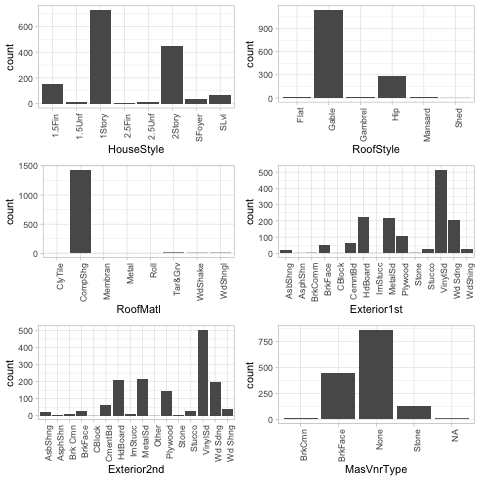 count
600
400
200
0
1.5Fin
1.5Unf
1Story
2.5Fin
2.5Unf
2Story
SFoyer
SLvl
HouseStyle
count
900
600
300
0
Flat
Gable
Gambrel
Hip
Mansard
Shed
RoofStyle
count
1500
1000
500
0
ClyTile
CompShg
Membran
Metal
Roll
Tar&Grv
WdShake
WdShngl
RoofMatl
count
500
400
300
200
100
0
AsbShng
AsphShn
BrkComm
BrkFace
CBlock
CemntBd
HdBoard
ImStucc
MetalSd
Plywood
Stone
Stucco
VinylSd
Wd Sdng
WdShing
Exterior1st
count
500
400
300
200
100
0
AsbShng
AsphShn
Brk Cmn
BrkFace
CBlock
CmentBd
HdBoard
ImStucc
MetalSd
Other
Plywood
Stone
Stucco
VinylSd
Wd Sdng
Wd Shng
Exterior2nd
count
750
500
250
0
BrkCmn
BrkFace
None
Stone
NA
MasVnrType